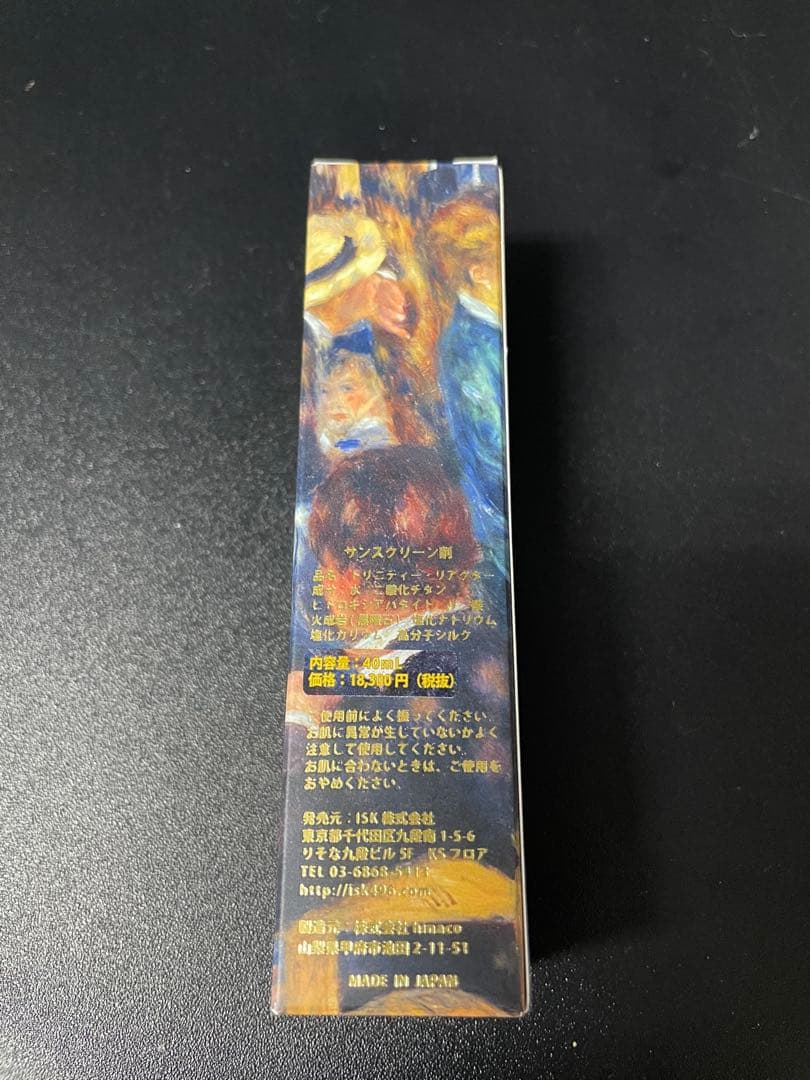 サンスクリーン剤
品名 トリニティー・リアクター
成分 水 二酸化チタン
ヒドロキシアパタイト 酸
火成岩(黒曜石) 塩化ナトリウム
塩化カリウム 高分子シルク
内容量：40mL
価格：18,300円（税抜）
ご使用前によく振ってください。
お肌に異常が生じていないかよく
注意して使用してください。
お肌に合わないときは、ご使用を
おやめください。
発売元：ISK 株式会社
東京都千代田区九段南 1-5-6
りそな九段ビル 5F KSフロア
TEL 03-6868-5411
http://isk496.com
製造元：株式会社 hinaco
山梨県甲府市池田 2-11-51
MADE IN JAPAN